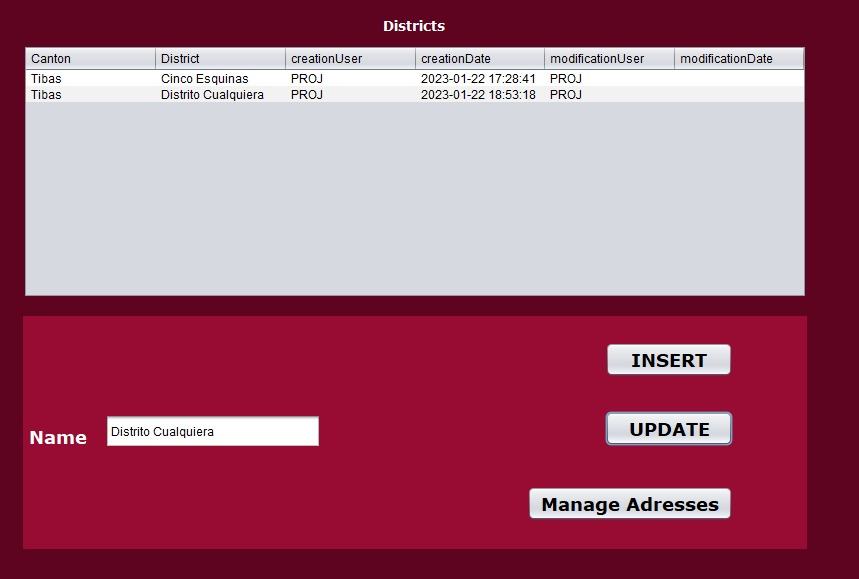 Districts
Canton District creationUser creationDate modificationUser modificationDate
Tibas Cinco Esquinas PROJ 2023-01-22 17:28:41 PROJ
Tibas Distrito Cualquiera PROJ 2023-01-22 18:53:18 PROJ
INSERT
Name Distrito Cualquiera UPDATE
Manage Adresses